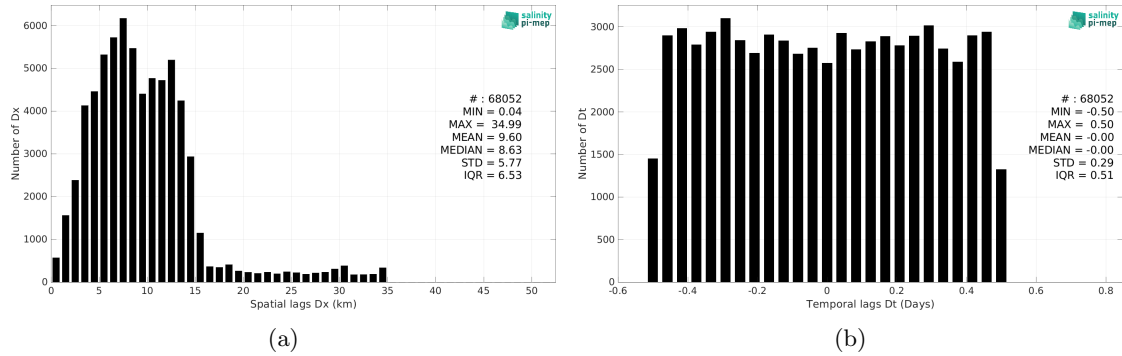 6000
5000
4000
3000
2000
1000
0
Number of Dx
0 5 10 15 20 25 30 35 40 45 50
Spatial lags Dx (km)
salinity
pi-mep
# : 68052
MIN = 0.04
MAX = 34.99
MEAN = 9.60
MEDIAN = 8.63
STD = 5.77
IQR = 6.53
(a)
3000
2500
2000
1500
1000
500
0
Number of Dt
-0.6 -0.4 -0.2 0 0.2 0.4 0.6 0.8
Temporal lags Dt (Days)
salinity
pi-mep
# : 68052
MIN = -0.50
MAX = 0.50
MEAN = -0.00
MEDIAN = -0.00
STD = 0.29
IQR = 0.51
(b)